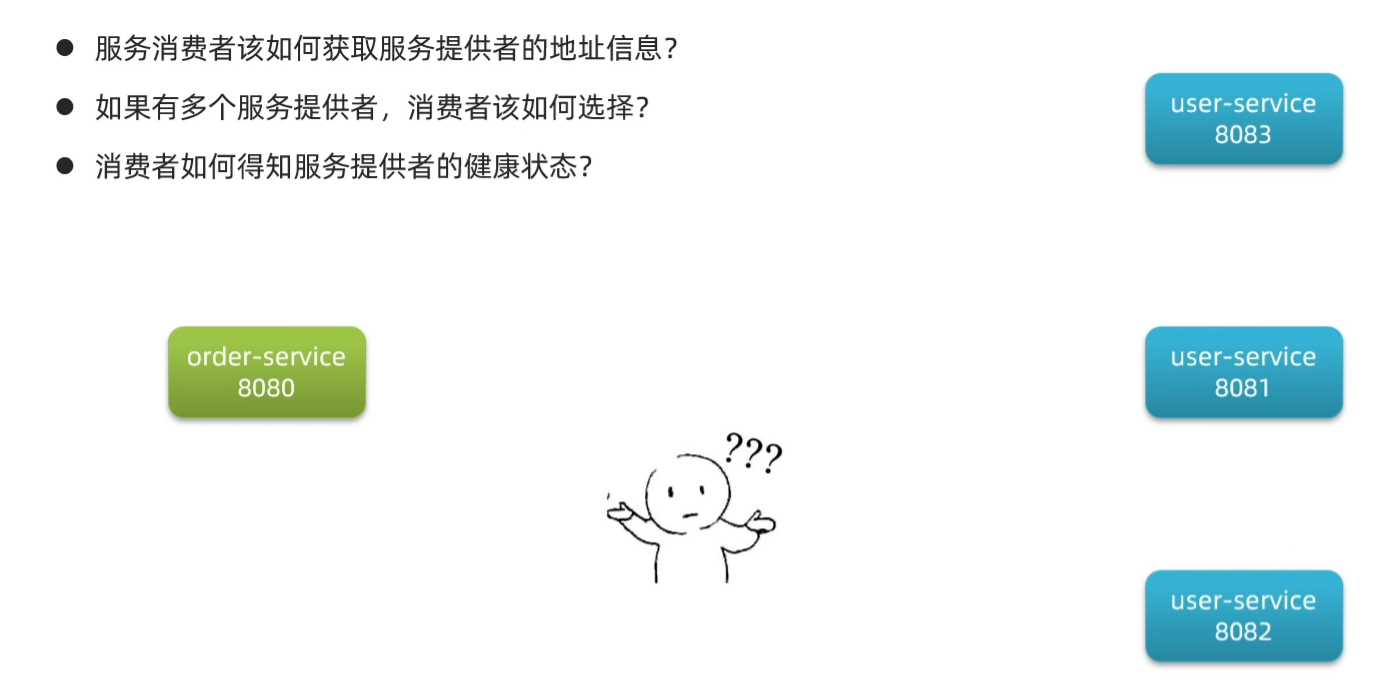 服务消费者该如何获取服务提供者的地址信息？
如果有多个服务提供者，消费者该如何选择？
消费者如何得知服务提供者的健康状态？
user-service
8083
order-service
8080
user-service
8081
???
user-service
8082